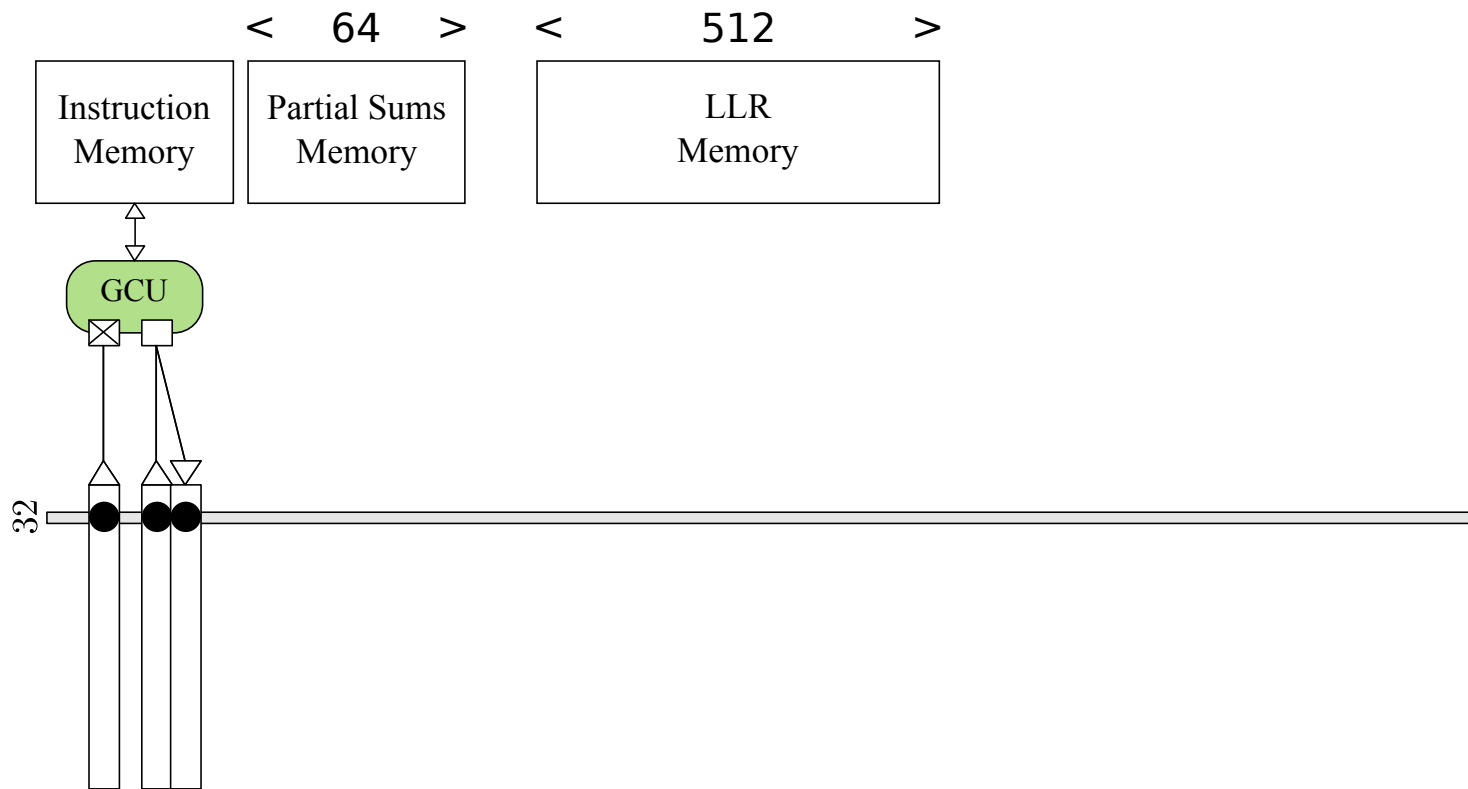 < 64 >
< 512 >
Instruction
Memory
Partial Sums
Memory
LLR
Memory
GCU
32